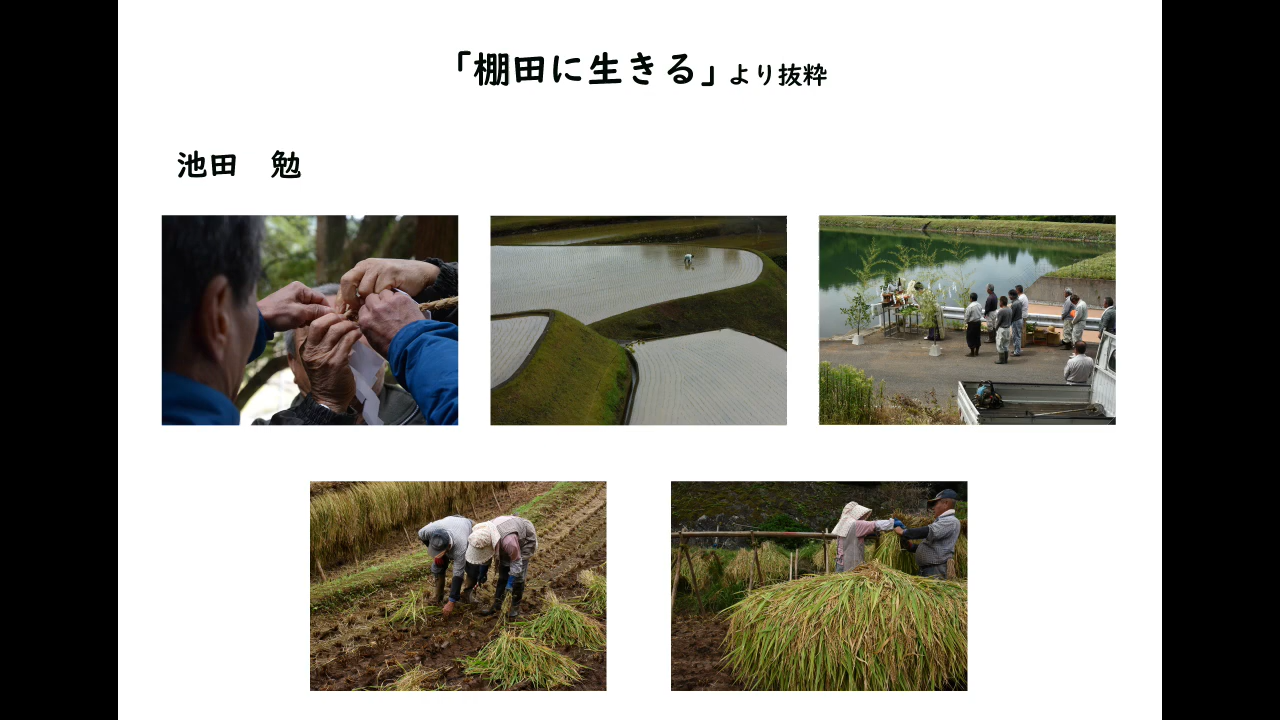 「棚田に生きる」より抜粋
池田　勉